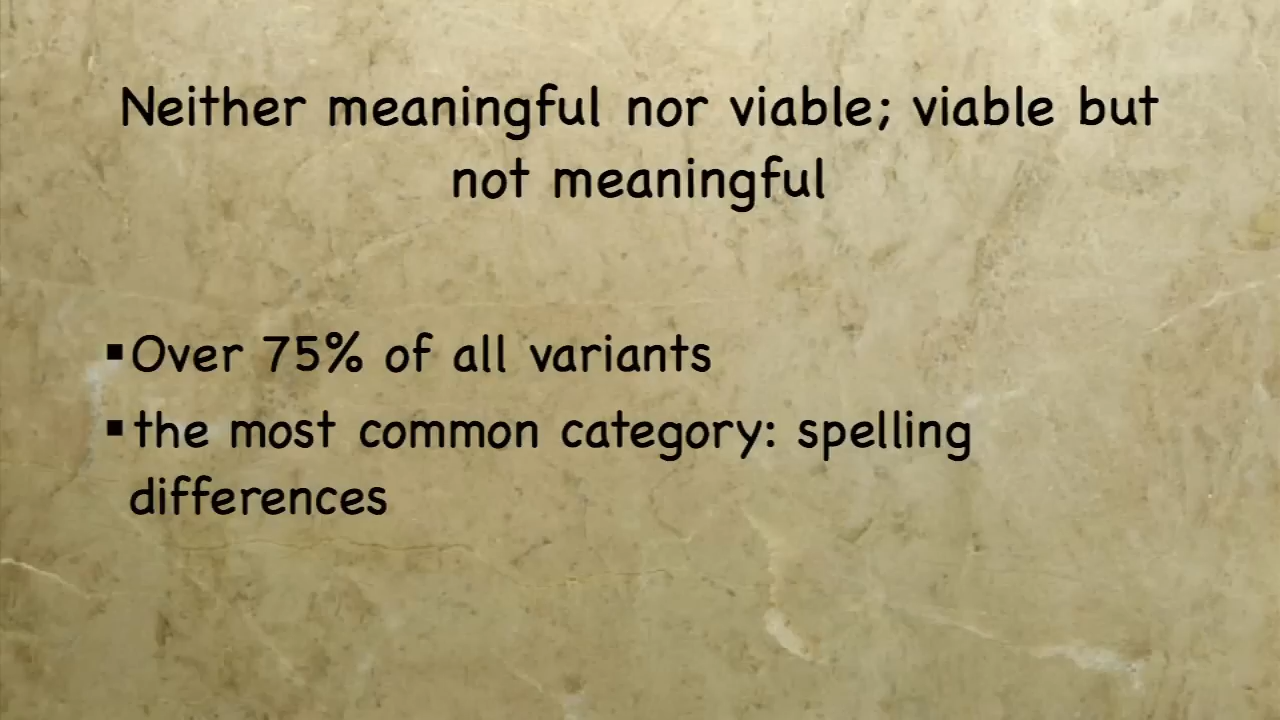 Neither meaningful nor viable; viable but
not meaningful
▪Over 75% of all variants
▪the most common category: spelling
differences